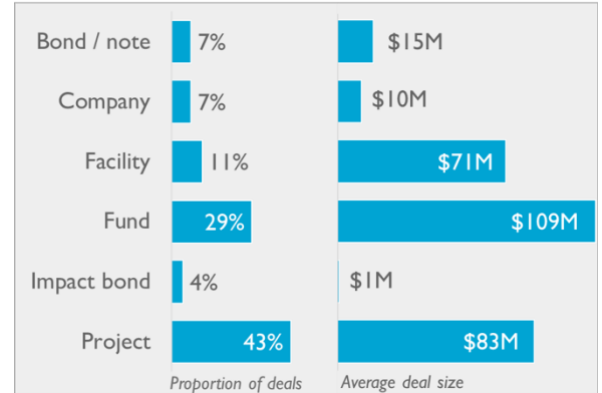 Bond / note 7% $15M
Company 7% $10M
Facility 11% $71M
Fund 29% $109M
Impact bond 4% $1M
Project 43% $83M
Proportion of deals Average deal size